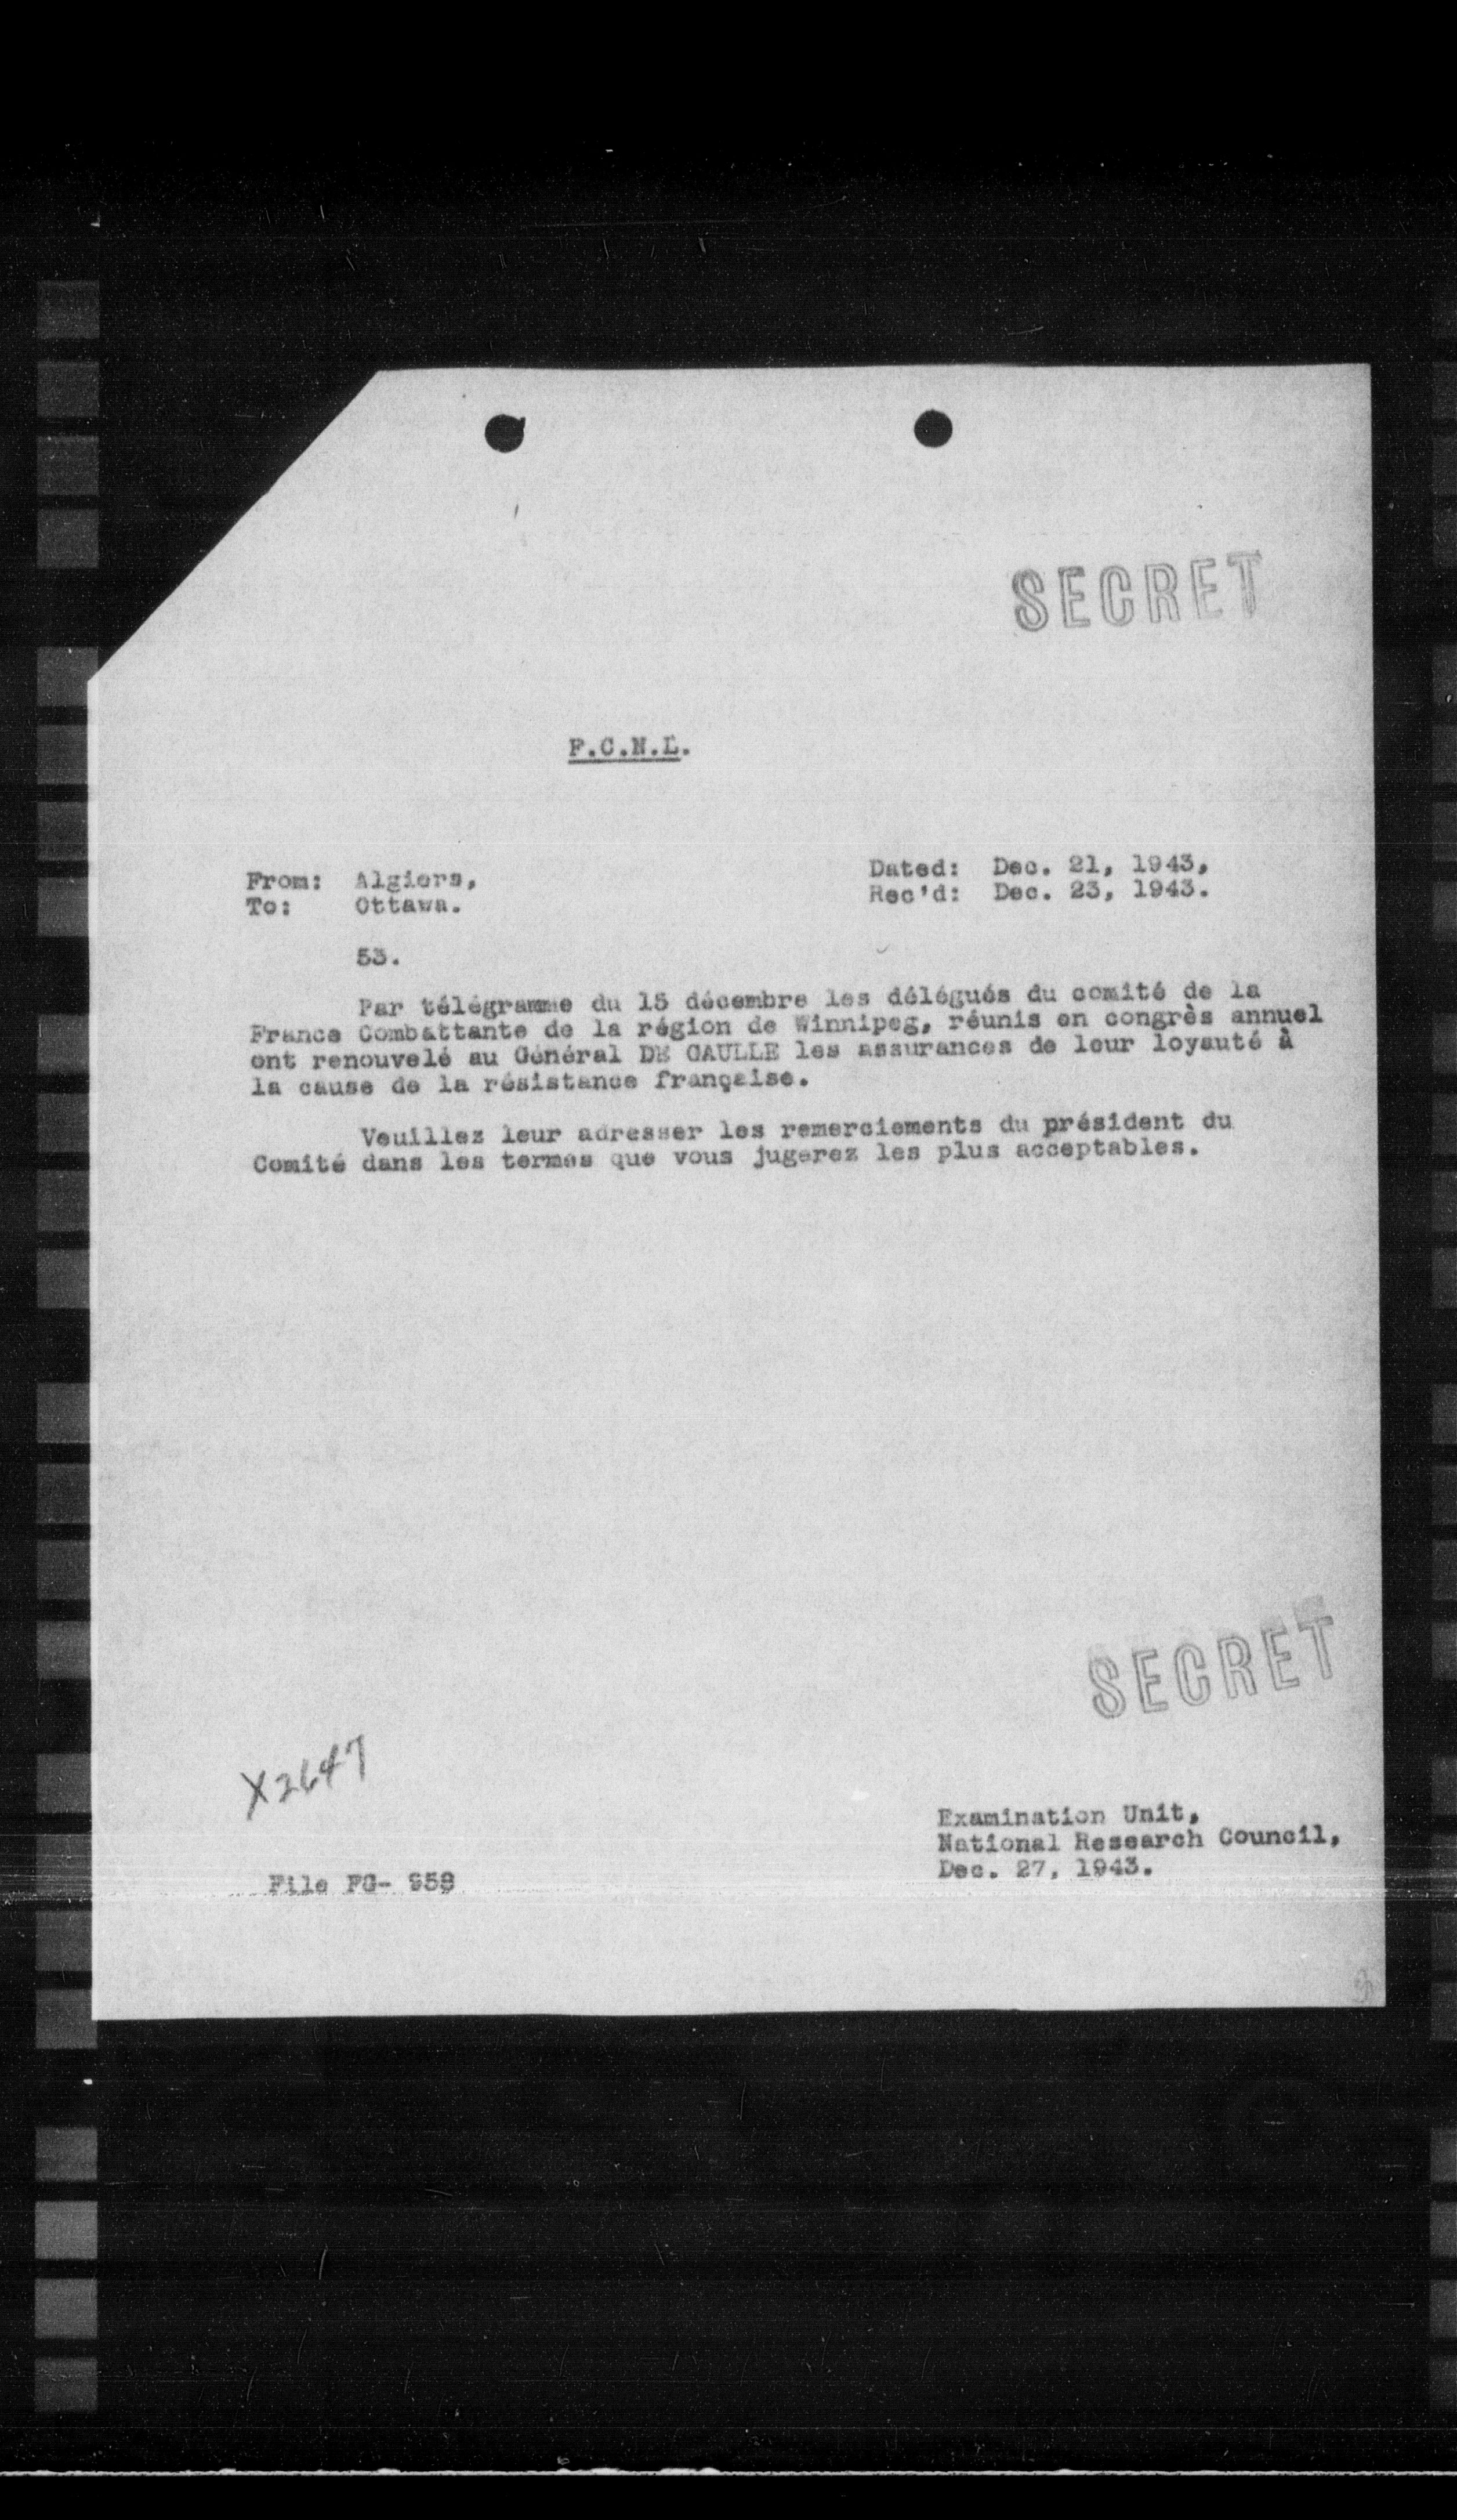 SECRET
F.C.N.L.
From: Algiers,
To: Ottawa.
Dated: Dec. 21, 1943,
Rec'd: Dec. 23, 1943.
53.
Par télégramme du 15 décembre les délégués du comité de la
France Combattante de la région de Winnipeg, réunis en congrès annuel
ont renouvelé au Général DE GAULLE les assurances de leur loyauté à
la cause de la résistance française.
Veuillez leur adresser les remerciements du président du
Comité dans les termes que vous jugerez les plus acceptables.
SECRET
X2647
Examination Unit,
National Research Council,
Dec. 27, 1943.
File FG-